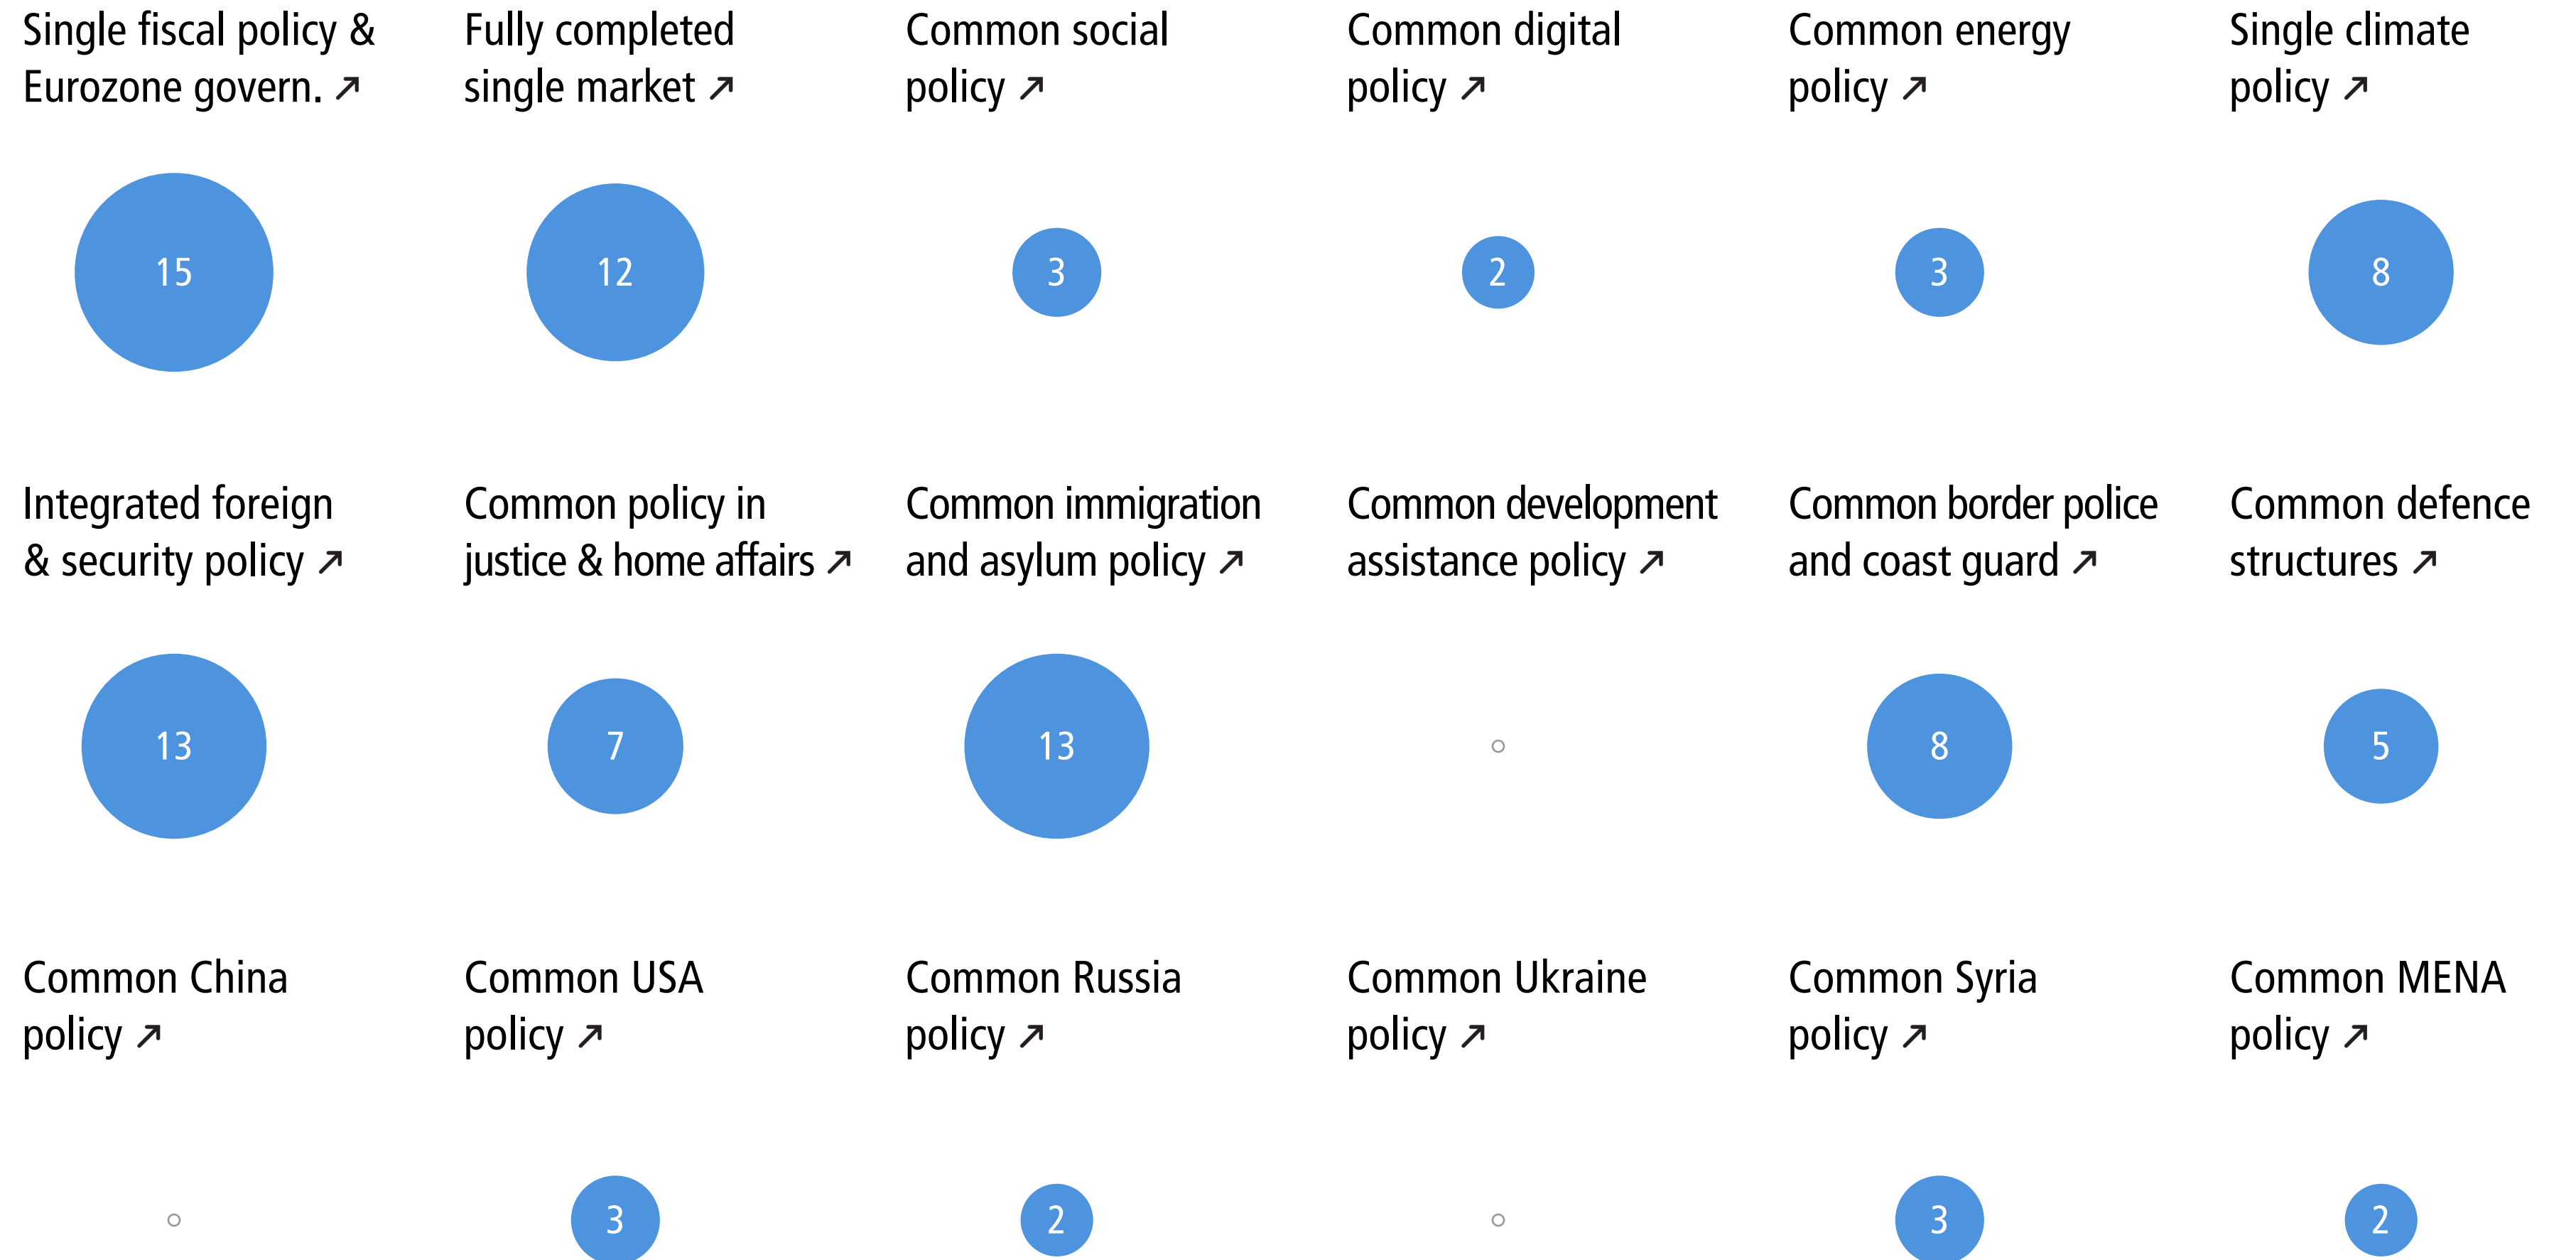 Single fiscal policy &
Eurozone govern. ↗
Fully completed
single market ↗
Common social
policy ↗
Common digital
policy ↗
Common energy
policy ↗
Single climate
policy ↗
15
12
3
2
3
8
Integrated foreign
& security policy ↗
Common policy in
justice & home affairs ↗
Common immigration
and asylum policy ↗
Common development
assistance policy ↗
Common border police
and coast guard ↗
Common defence
structures ↗
13
7
13
8
5
Common China
policy ↗
Common USA
policy ↗
Common Russia
policy ↗
Common Ukraine
policy ↗
Common Syria
policy ↗
Common MENA
policy ↗
3
2
3
2